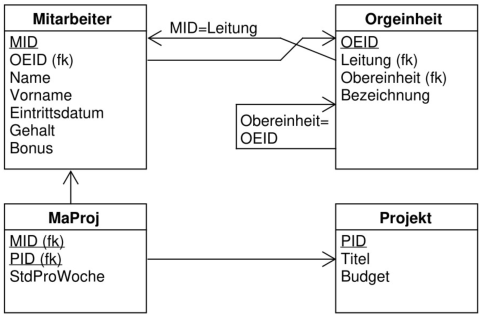 Mitarbeiter
MID
OEID (fk)
Name
Vorname
Eintrittsdatum
Gehalt
Bonus
MID=Leitung
Orgeinheit
OEID
Leitung (fk)
Obereinheit (fk)
Bezeichnung
Obereinheit=
OEID
MaProj
MID (fk)
PID (fk)
StdProWoche
Projekt
PID
Titel
Budget